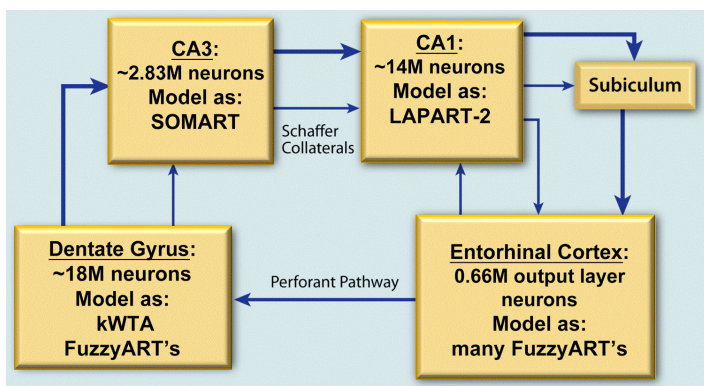 CA3:
~2.83M neurons
Model as:
SOMART
Schaffer
Collaterals
CA1:
~14M neurons
Model as:
LAPART-2
Subiculum
Dentate Gyrus:
~18M neurons
Model as:
kWTA
FuzzyART's
Perforant Pathway
Entorhinal Cortex:
0.66M output layer
neurons
Model as:
many FuzzyART's